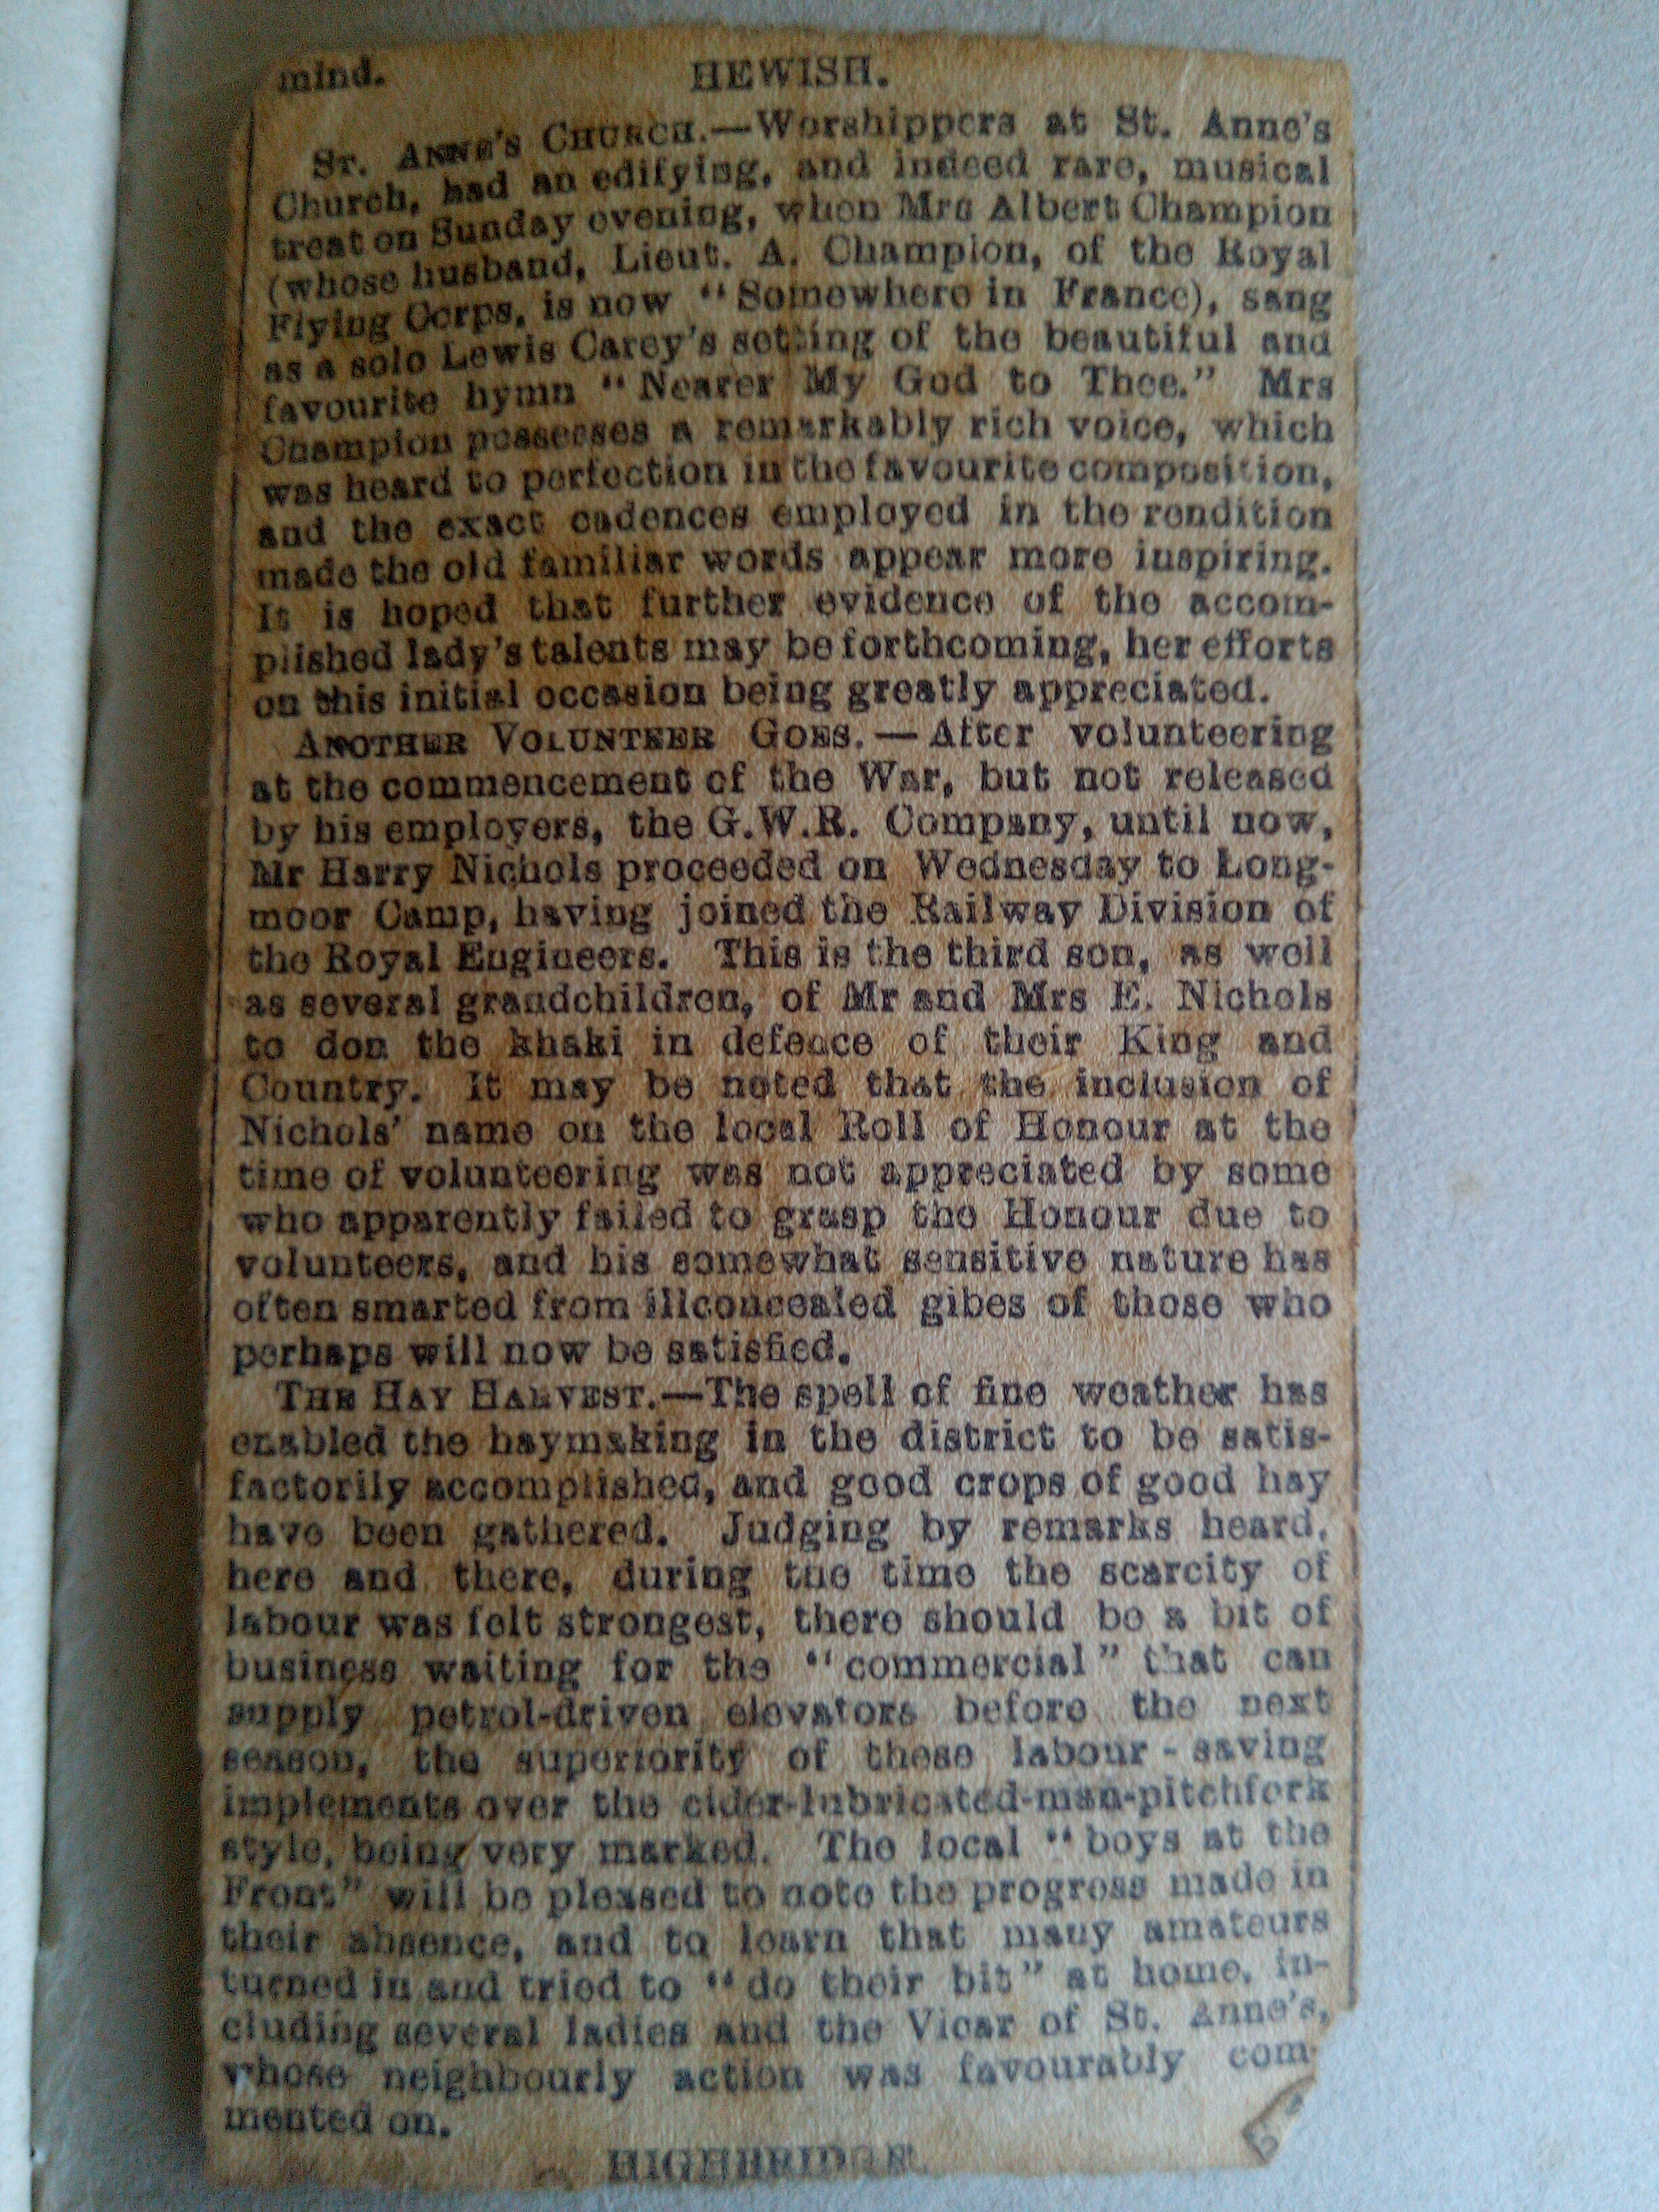 mind.
HEWISH.
ST. ANNE'S CHURCH.—Worshippers at St. Anne's
Church, had an edifying, and indeed rare, musical
treat on Sunday evening, when Mrs Albert Champion
(whose husband, Lieut. A. Champion, of the Royal
Flying Corps, is now "Somewhere in France), sang
as a solo Lewis Carey's setting of the beautiful and
favourite hymn "Nearer My God to Thee." Mrs
Champion possesses a remarkably rich voice, which
was heard to perfection in the favourite composition,
and the exact cadences employed in the rendition
made the old familiar words appear more inspiring.
It is hoped that further evidence of the accom-
plished lady's talents may be forthcoming, her efforts
on this initial occasion being greatly appreciated.
ANOTHER VOLUNTEER GOES.—After volunteering
at the commencement of the War, but not released
by his employers, the G.W.R. Company, until now,
Mr Harry Nichols proceeded on Wednesday to Long-
moor Camp, having joined the Railway Division of
the Royal Engineers. This is the third son, as well
as several grandchildren, of Mr and Mrs E. Nichols
to don the khaki in defence of their King and
Country. It may be noted that the inclusion of
Nichols' name on the local Roll of Honour at the
time of volunteering was not appreciated by some
who apparently failed to grasp the Honour due to
volunteers, and his somewhat sensitive nature has
often smarted from illconcealed gibes of those who
perhaps will now be satisfied.
THE HAY HARVEST.—The spell of fine weather has
enabled the haymaking in the district to be satis-
factorily accomplished, and good crops of good hay
have been gathered. Judging by remarks heard,
here and there, during the time the scarcity of
labour was felt strongest, there should be a bit of
business waiting for the "commercial" that can
supply petrol-driven elevators before the next
season, the superiority of these labour-saving
implements over the cider-lubricated-man-pitchfork
style, being very marked. The local "boys at the
Front" will be pleased to note the progress made in
their absence, and to learn that many amateurs
turned in and tried to "do their bit" at home, in-
cluding several ladies and the Vicar of St. Anne's,
whose neighbourly action was favourably com-
mented on.
HIGHBRIDGE.